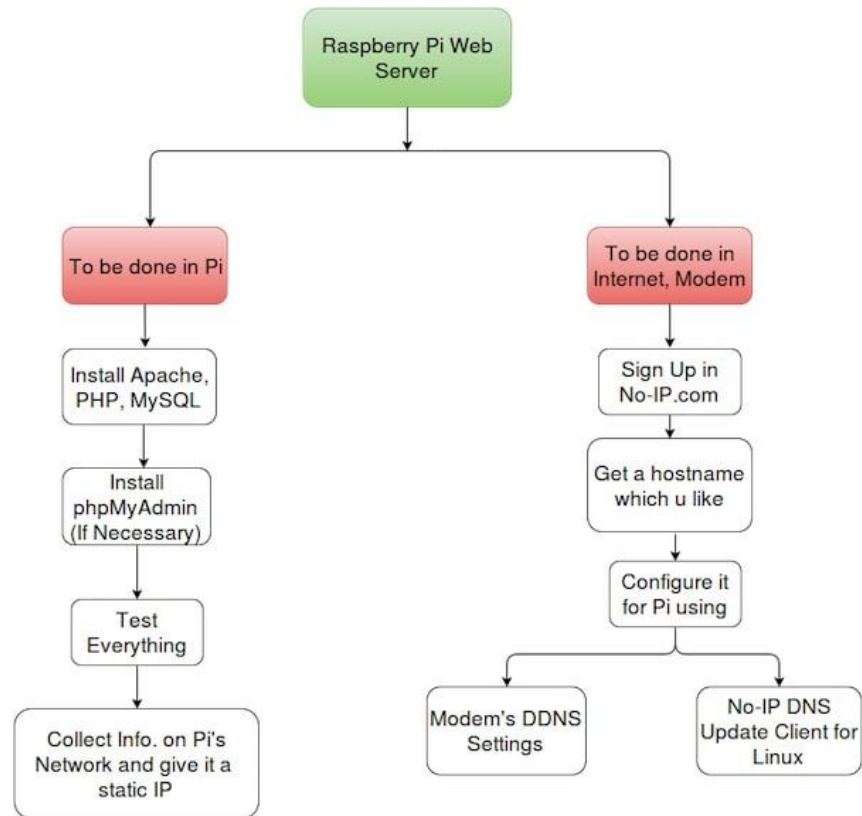 Raspberry Pi Web
Server
To be done in Pi
Install Apache,
PHP, MySQL
Install
phpMyAdmin
(If Necessary)
Test
Everything
Collect Info. on Pi's
Network and give it a
static IP
To be done in
Internet, Modem
Sign Up in
No-IP.com
Get a hostname
which u like
Configure it
for Pi using
Modem's DDNS
Settings
No-IP DNS
Update Client for
Linux